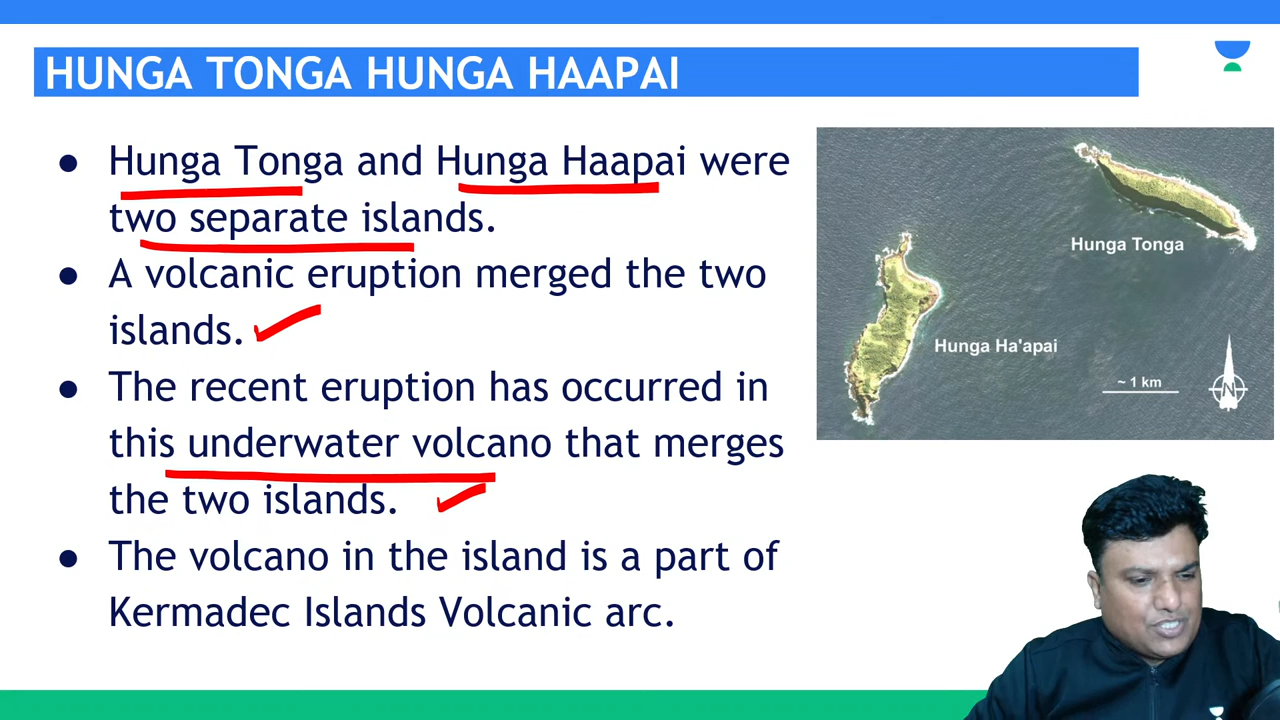 HUNGA TONGA HUNGA HAAPAI
● Hunga Tonga and Hunga Haapai were
two separate islands.
● A volcanic eruption merged the two
islands.
● The recent eruption has occurred in
this underwater volcano that merges
the two islands.
● The volcano in the island is a part of
Kermadec Islands Volcanic arc.
Hunga Tonga
Hunga Ha'apai
~ 1 km
N